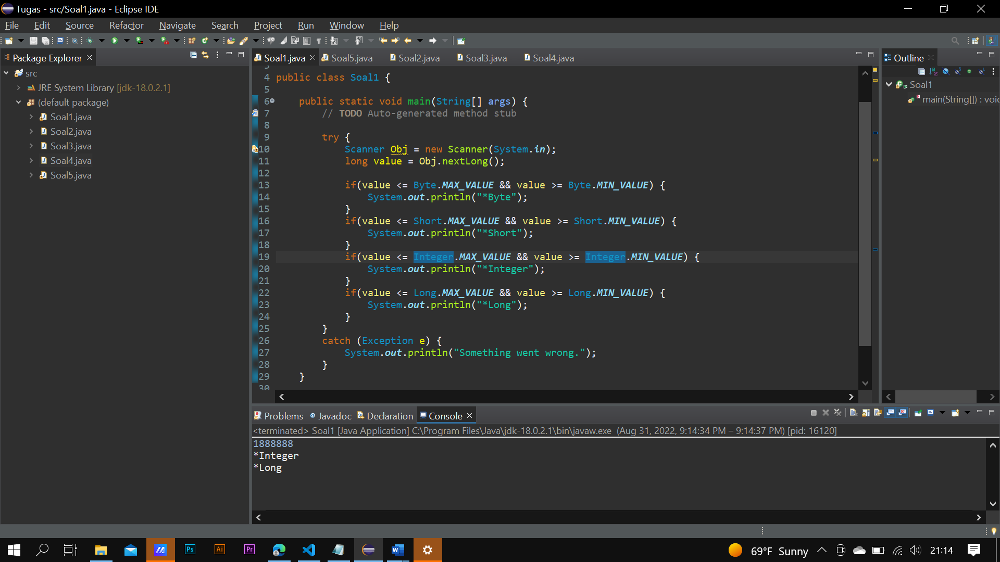 Tugas - src/Soal1.java - Eclipse IDE
File Edit Source Refactor Navigate Search Project Run Window Help
Package Explorer
src
JRE System Library [jdk-18.0.2.1]
(default package)
Soal1.java
Soal2.java
Soal3.java
Soal4.java
Soal5.java
Soal1.java Soal5.java Soal2.java Soal3.java Soal4.java
3
4 public class Soal1 {
5
6 public static void main(String[] args) {
7 // TODO Auto-generated method stub
8
9 try {
10 Scanner Obj = new Scanner(System.in);
11 long value = Obj.nextLong();
12
13 if(value <= Byte.MAX_VALUE && value >= Byte.MIN_VALUE) {
14 System.out.println("*Byte");
15 }
16 if(value <= Short.MAX_VALUE && value >= Short.MIN_VALUE) {
17 System.out.println("*Short");
18 }
19 if(value <= Integer.MAX_VALUE && value >= Integer.MIN_VALUE) {
20 System.out.println("*Integer");
21 }
22 if(value <= Long.MAX_VALUE && value >= Long.MIN_VALUE) {
23 System.out.println("*Long");
24 }
25 }
26 catch (Exception e) {
27 System.out.println("Something went wrong.");
28 }
29 }
30
Outline
Soal1
main(String[]) : void
Problems Javadoc Declaration Console
<terminated> Soal1 [Java Application] C:\Program Files\Java\jdk-18.0.2.1\bin\javaw.exe (Aug 31, 2022, 9:14:34 PM – 9:14:37 PM) [pid: 16120]
1888888
*Integer
*Long
Ps Ai Pr
69°F Sunny 21:14